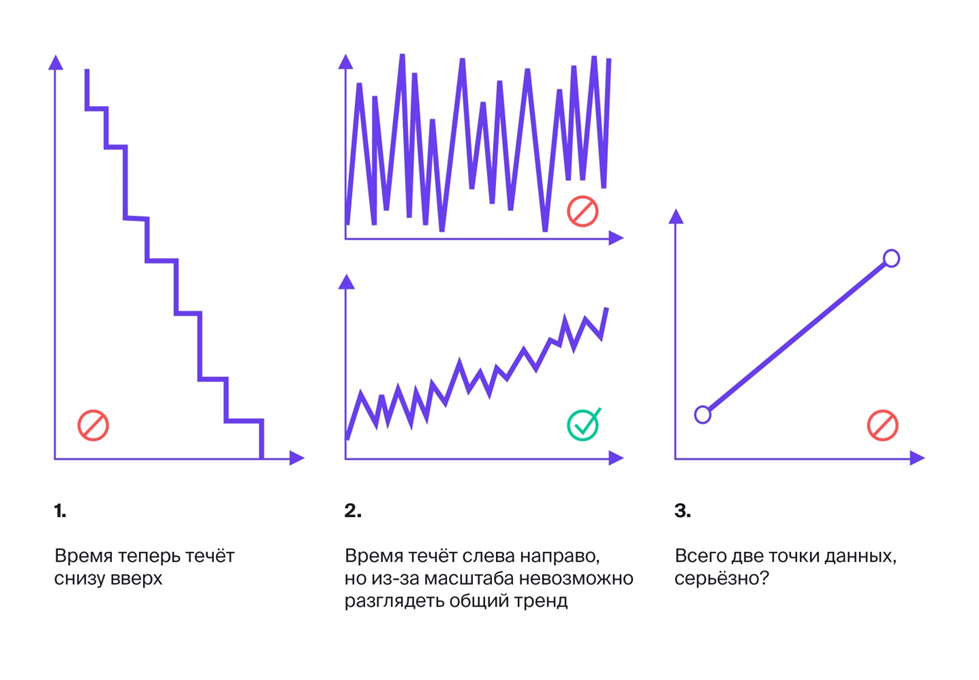 1.
Время теперь течёт
снизу вверх
2.
Время течёт слева направо,
но из-за масштаба невозможно
разглядеть общий тренд
3.
Всего две точки данных,
серьёзно?